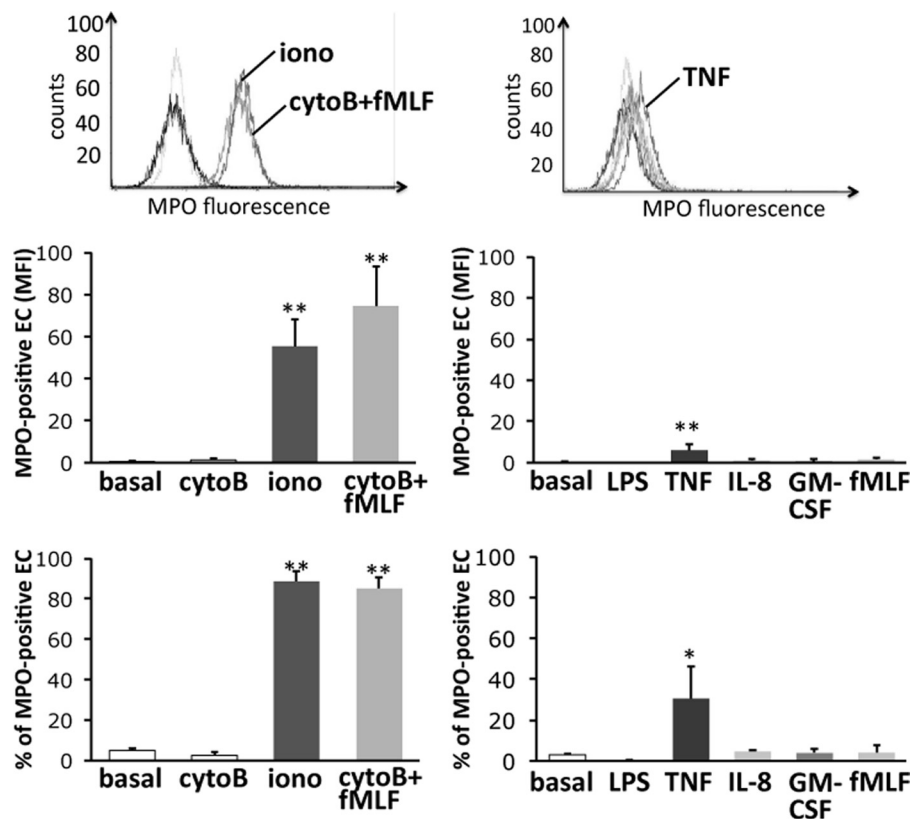 100
80
60
40
20
counts
iono
cytoB+fMLF
MPO fluorescence
100
80
60
40
20
counts
TNF
MPO fluorescence
MPO-positive EC (MFI)
100
80
60
40
20
0
**
**
basal cytoB iono cytoB+
fMLF
MPO-positive EC (MFI)
100
80
60
40
20
0
**
basal LPS TNF IL-8 GM- fMLF
CSF
% of MPO-positive EC
100
80
60
40
20
0
**
**
basal cytoB iono cytoB+
fMLF
% of MPO-positive EC
100
80
60
40
20
0
*
basal LPS TNF IL-8 GM- fMLF
CSF